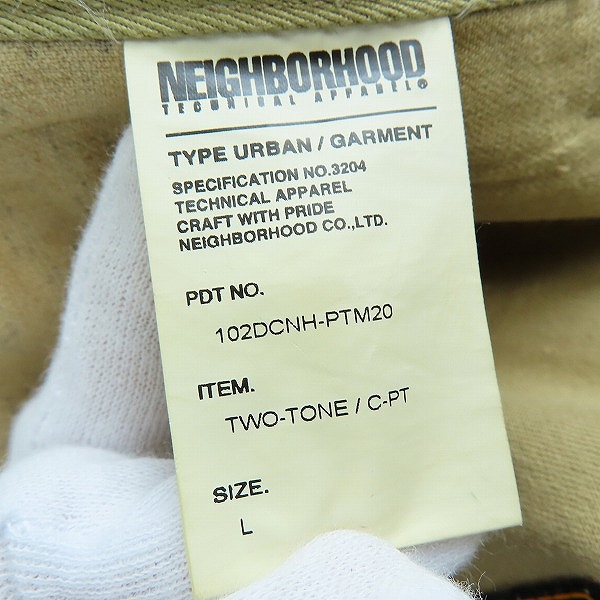 NEIGHBORHOOD
TECHNICAL APPAREL®
TYPE URBAN / GARMENT
SPECIFICATION NO.3204
TECHNICAL APPAREL
CRAFT WITH PRIDE
NEIGHBORHOOD CO.,LTD.
PDT NO.
102DCNH-PTM20
ITEM.
TWO-TONE / C-PT
SIZE.
L